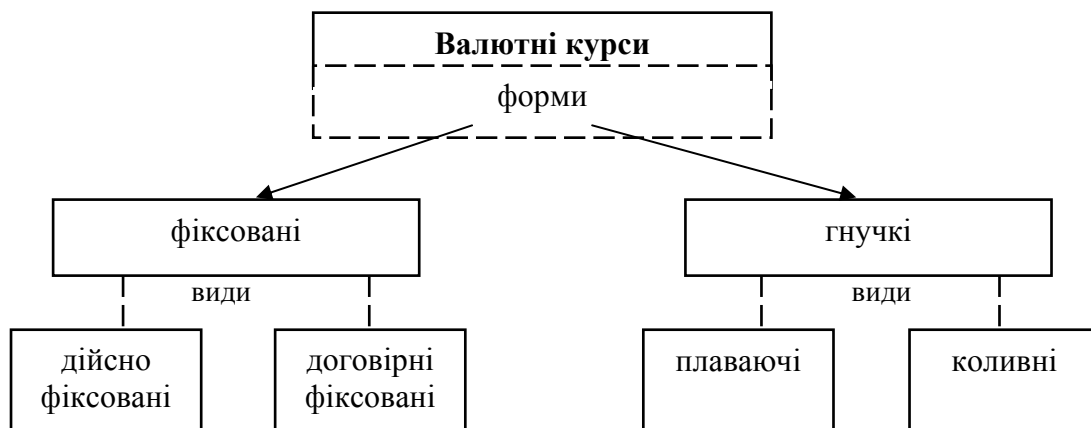 Валютні курси
форми
фіксовані
гнучкі
види
види
дійсно
фіксовані
договірні
фіксовані
плаваючі
коливні